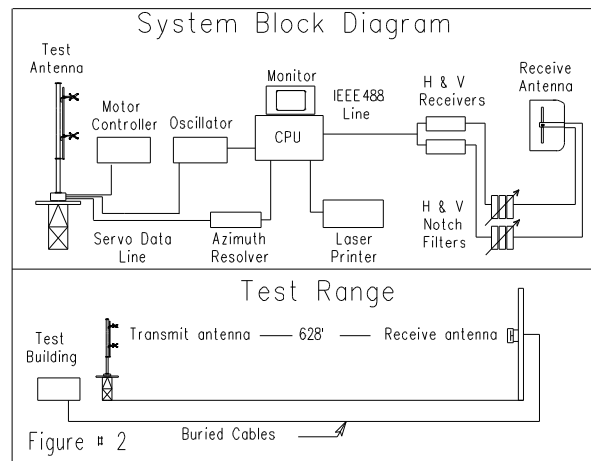 System Block Diagram
Test
Antenna
Motor
Controller
Oscillator
Monitor
CPU
IEEE488
Line
H & V
Receivers
Receive
Antenna
Servo Data
Line
Azimuth
Resolver
Laser
Printer
H & V
Notch
Filters
Test Range
Test
Building
Transmit antenna — 628' — Receive antenna
Buried Cables
Figure # 2